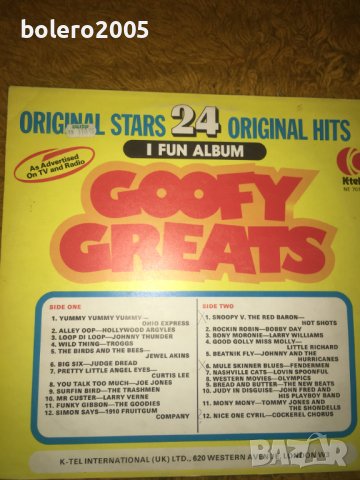 bolero2005
ORIGINAL STARS 24 ORIGINAL HITS
1 FUN ALBUM
As Advertised
On TV and Radio
K-tel
NE 70
GOOFY
GREATS
SIDE ONE
1. YUMMY YUMMY YUMMY—
OHIO EXPRESS
2. ALLEY OOP—HOLLYWOOD ARGYLES
3. LOOP DI LOOP—JOHNNY THUNDER
4. WILD THING—TROGGS
5. THE BIRDS AND THE BEES—
JEWEL AKINS
6. BIG SIX—JUDGE DREAD
7. PRETTY LITTLE ANGEL EYES—
CURTIS LEE
8. YOU TALK TOO MUCH—JOE JONES
9. SURFIN BIRD—THE TRASHMEN
10. MR CUSTER—LARRY VERNE
11. FUNKY GIBBON—THE GOODIES
12. SIMON SAYS—1910 FRUITGUM
COMPANY
SIDE TWO
1. SNOOPY V. THE RED BARON—
HOT SHOTS
2. ROCKIN ROBIN—BOBBY DAY
3. BONY MORONIE—LARRY WILLIAMS
4. GOOD GOLLY MISS MOLLY—
LITTLE RICHARD
5. BEATNIK FLY—JOHNNY AND THE
HURRICANES
6. MULE SKINNER BLUES—FENDERMEN
7. NASHVILLE CATS—LOVIN SPOONFUL
8. WESTERN MOVIES—OLYMPICS
9. BREAD AND BUTTER—THE NEW BEATS
10. JUDY IN DISGUISE—JOHN FRED AND
HIS PLAYBOY BAND
11. MONY MONY—TOMMY JONES AND
THE SHONDELLS
12. NICE ONE CYRIL—COCKEREL CHORUS
K-TEL INTERNATIONAL (UK) LTD., 620 WESTERN AVENUE, LONDON W3
BAZAR